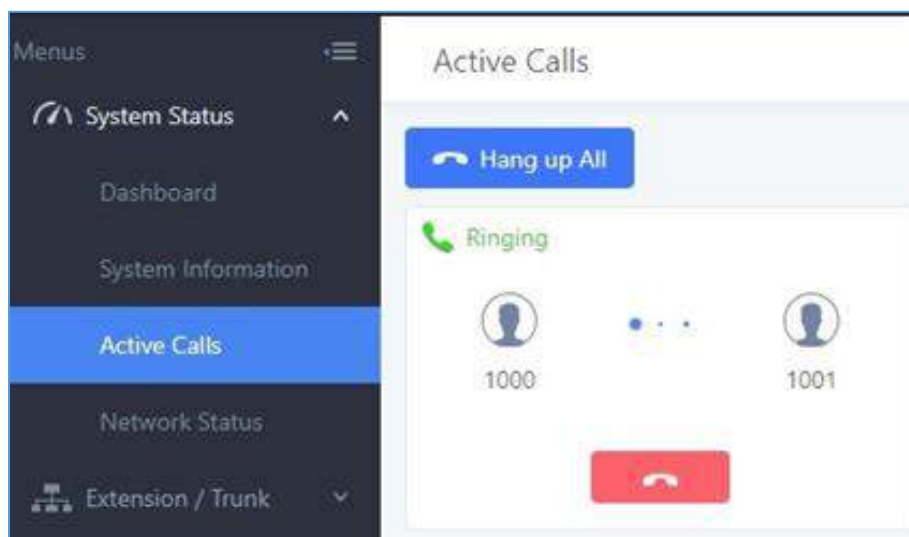 Menus
System Status
Dashboard
System Information
Active Calls
Network Status
Extension / Trunk
Active Calls
Hang up All
Ringing
1000 1001